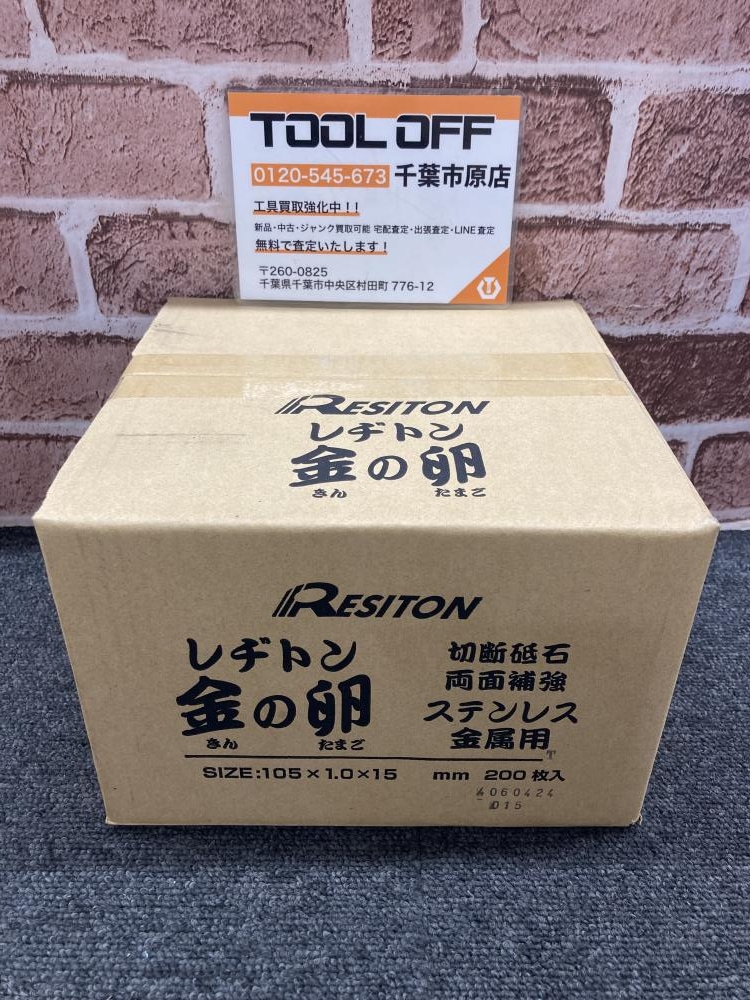 TOOL OFF
0120-545-673 千葉市原店
工具買取強化中!!
新品・中古・ジャンク買取可能 宅配査定・出張査定・LINE査定
無料で査定いたします!
〒260-0825
千葉県千葉市中央区村田町 776-12
RESITON
レヂトン
金の卵
きん たまご
RESITON
レヂトン
金の卵
きん たまご
切断砥石
両面補強
ステンレス
金属用
T
SIZE:105×1.0×15 mm 200枚入
4060424
D15